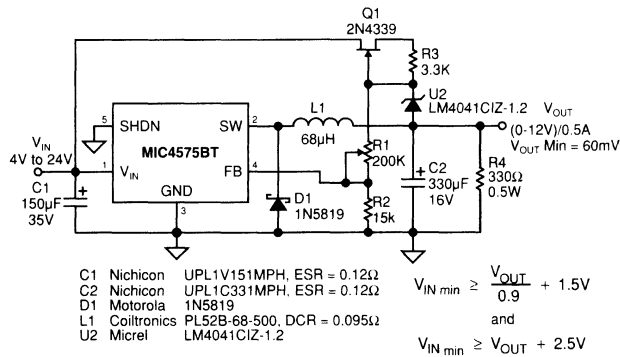 Q1
2N4339
R3
3.3K
U2
LM4041CIZ-1.2
L1
68µH
V_OUT
(0-12V)/0.5A
V_OUT Min = 60mV
5
SHDN
SW
2
MIC4575BT
V_IN
4V to 24V
1
V_IN
FB
4
GND
3
R1
200K
C1
150µF
35V
+
D1
1N5819
R2
15k
C2
330µF
16V
+
R4
330Ω
0.5W
C1 Nichicon UPL1V151MPH, ESR = 0.12Ω
C2 Nichicon UPL1C331MPH, ESR = 0.12Ω
D1 Motorola 1N5819
L1 Coiltronics PL52B-68-500, DCR = 0.095Ω
U2 Micrel LM4041CIZ-1.2
V_IN min ≥ V_OUT / 0.9 + 1.5V
and
V_IN min ≥ V_OUT + 2.5V